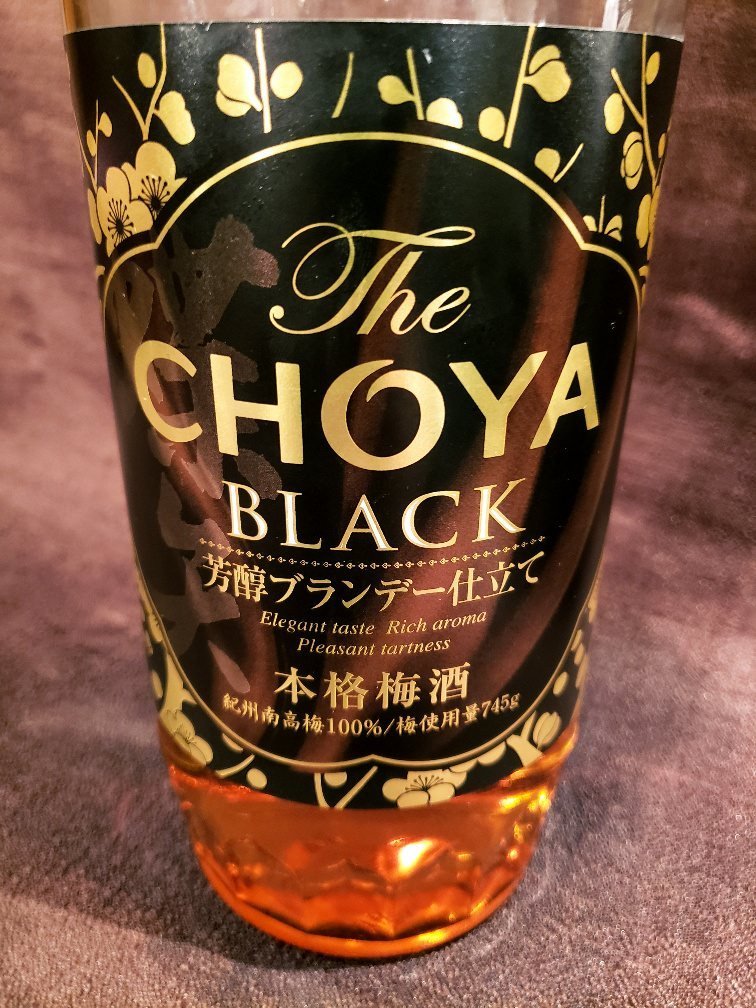 The
CHOYA
BLACK
芳醇ブランデー仕立て
Elegant taste Rich aroma
Pleasant tartness
本格梅酒
紀州南高梅100%/梅使用量745g